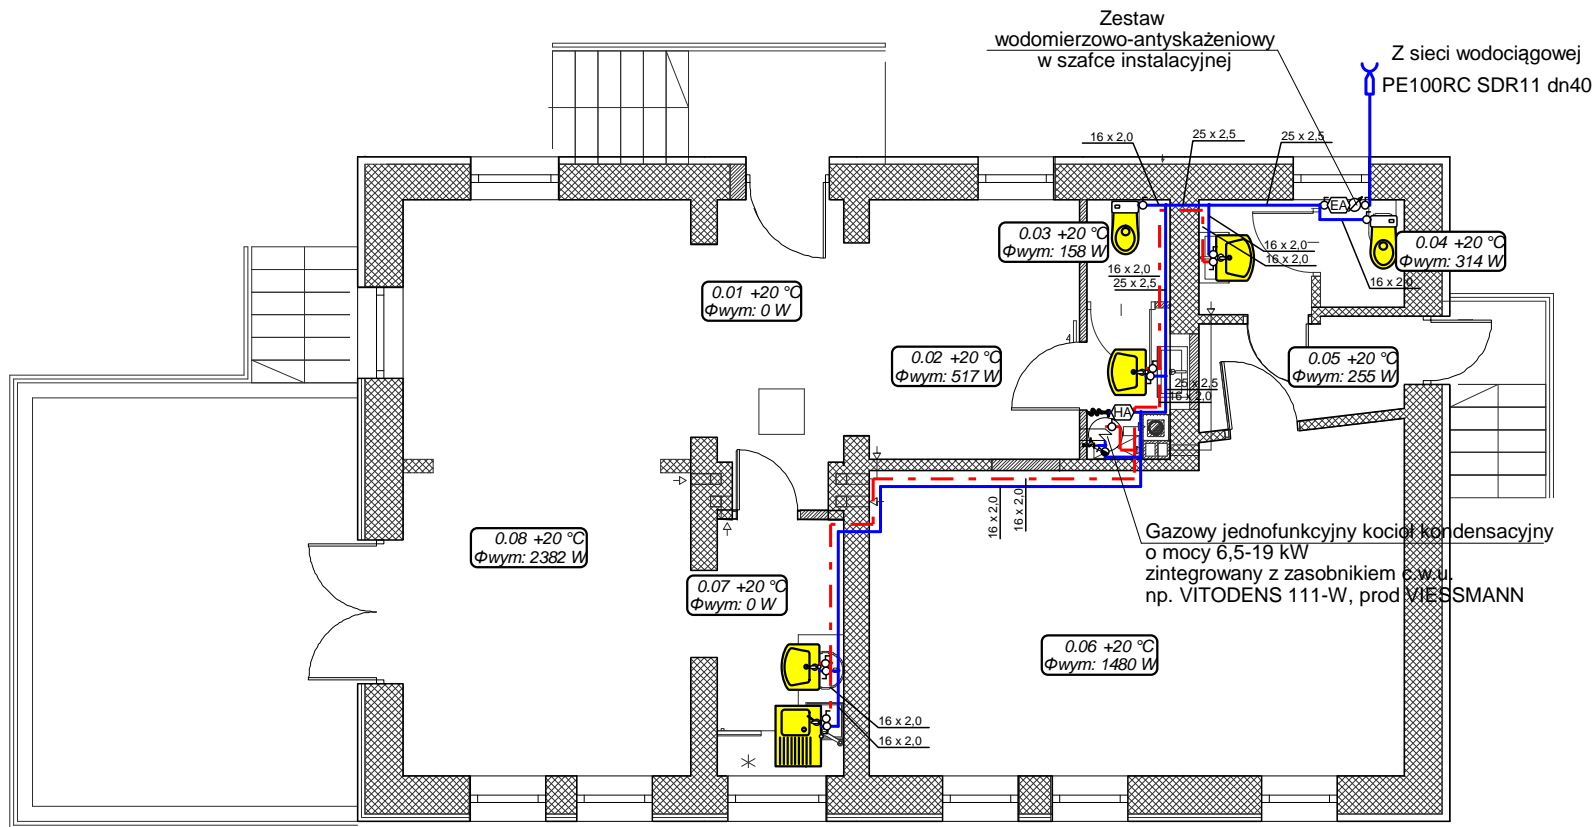 Zestaw
wodomierzowo-antyskażeniowy
w szafce instalacyjnej
Z sieci wodociągowej
PE100RC SDR11 dn40
16 x 2,0
25 x 2,5
25 x 2,5
EA
0.03 +20 °C
Φwym: 158 W
0.04 +20 °C
Φwym: 314 W
16 x 2,0
16 x 2,0
16 x 2,0
25 x 2,5
16 x 2,0
0.01 +20 °C
Φwym: 0 W
0.02 +20 °C
Φwym: 517 W
0.05 +20 °C
Φwym: 255 W
25 x 2,5
16 x 2,0
HA
16 x 2,0
16 x 2,0
Gazowy jednofunkcyjny kocioł kondensacyjny
o mocy 6,5-19 kW
zintegrowany z zasobnikiem c.w.u.
np. VITODENS 111-W, prod VIESSMANN
0.08 +20 °C
Φwym: 2382 W
0.07 +20 °C
Φwym: 0 W
0.06 +20 °C
Φwym: 1480 W
16 x 2,0
16 x 2,0